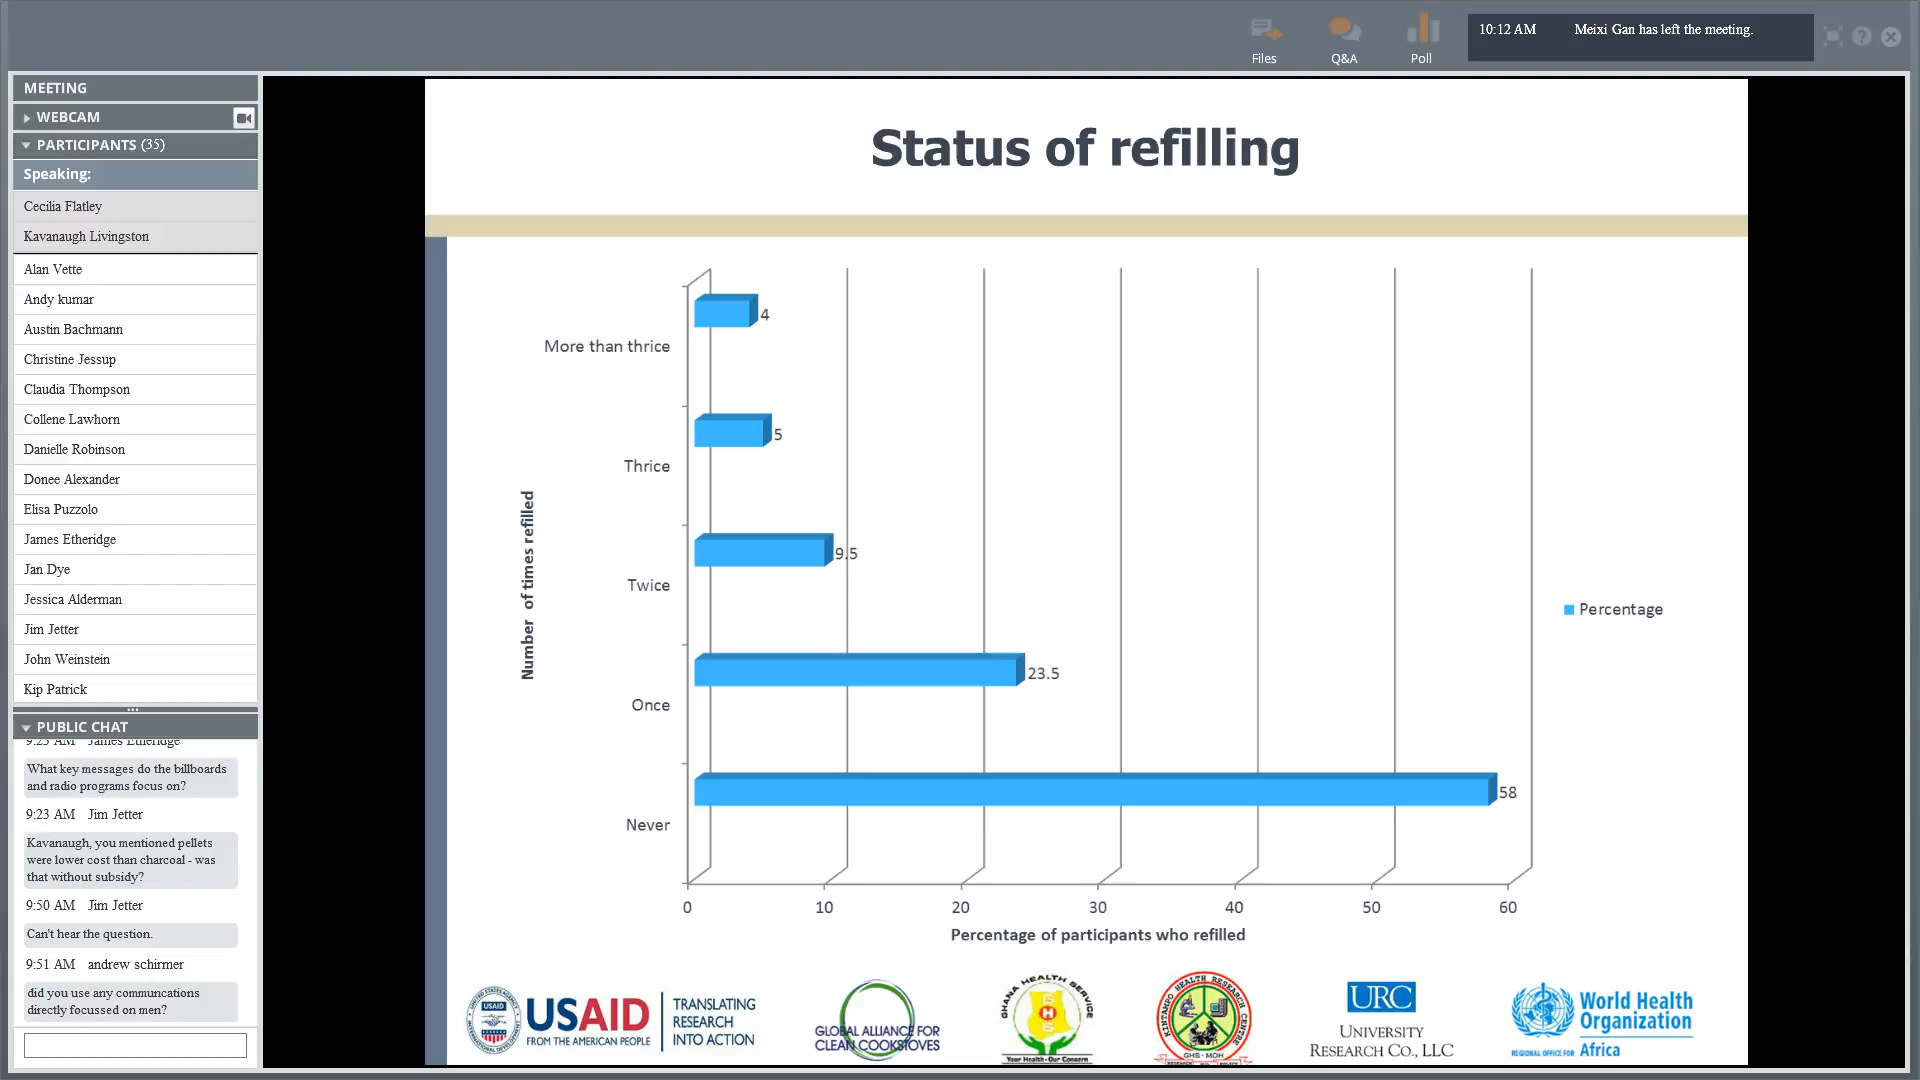 Files
Q&A
Poll
10:12 AM Meixi Gan has left the meeting.
MEETING
WEBCAM
PARTICIPANTS (35)
Speaking:
Cecilia Flatley
Kavanaugh Livingston
Alan Vette
Andy kumar
Austin Bachmann
Christine Jessup
Claudia Thompson
Collene Lawhorn
Danielle Robinson
Donee Alexander
Elisa Puzzolo
James Etheridge
Jan Dye
Jessica Alderman
Jim Jetter
John Weinstein
Kip Patrick
PUBLIC CHAT
9:23 AM James Etheridge
What key messages do the billboards
and radio programs focus on?
9:23 AM Jim Jetter
Kavanaugh, you mentioned pellets
were lower cost than charcoal - was
that without subsidy?
9:50 AM Jim Jetter
Can't hear the question.
9:51 AM andrew schirmer
did you use any communcations
directly focussed on men?
Status of refilling
Number of times refilled
More than thrice
4
Thrice
5
Twice
9.5
Once
23.5
Never
58
0 10 20 30 40 50 60
Percentage of participants who refilled
Percentage
USAID
USAID
FROM THE AMERICAN PEOPLE
TRANSLATING
RESEARCH
INTO ACTION
GLOBAL ALLIANCE FOR
CLEAN COOKSTOVES
GHANA HEALTH SERVICE
Your Health - Our Concern
KINTAMPO HEALTH RESEARCH CENTRE
GHS - MOH
URC
UNIVERSITY
RESEARCH CO., LLC
World Health
Organization
REGIONAL OFFICE FOR Africa